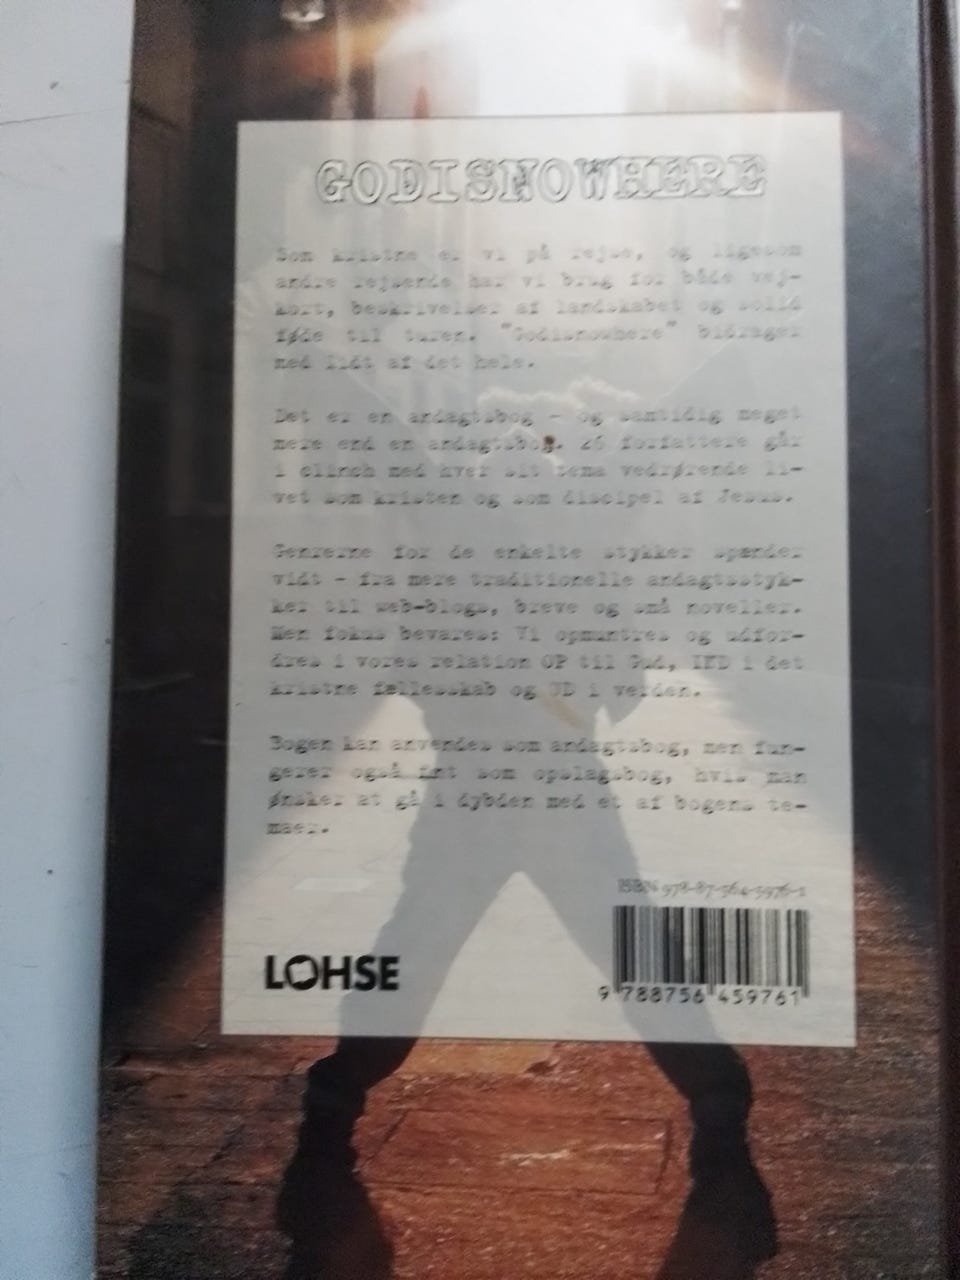 GODISNOWHERE
Som kristne er vi på rejse, og ligesom
andre rejsende har vi brug for både vej-
kort, beskrivelser af landskabet og solid
føde til turen. "Godisnowhere" bidrager
med lidt af det hele.
Det er en andagtsbog - og samtidig meget
mere end en andagtsbog. 26 forfattere går
i clinch med hver sit tema vedrørende li-
vet som kristen og som discipel af Jesus.
Genrerne for de enkelte stykker spænder
vidt - fra mere traditionelle andagtsstyk-
ker til web-blogs, breve og små noveller.
Men fokus bevares: Vi opmuntres og udfor-
dres i vores relation OP til Gud, IND i det
kristne fællesskab og UD i verden.
Bogen kan anvendes som andagtsbog, men fun-
gerer også fint som opslagsbog, hvis man
ønsker at gå i dybden med et af bogens te-
maer.
ISBN 978-87-564-5976-1
LOHSE
9 788756 459761